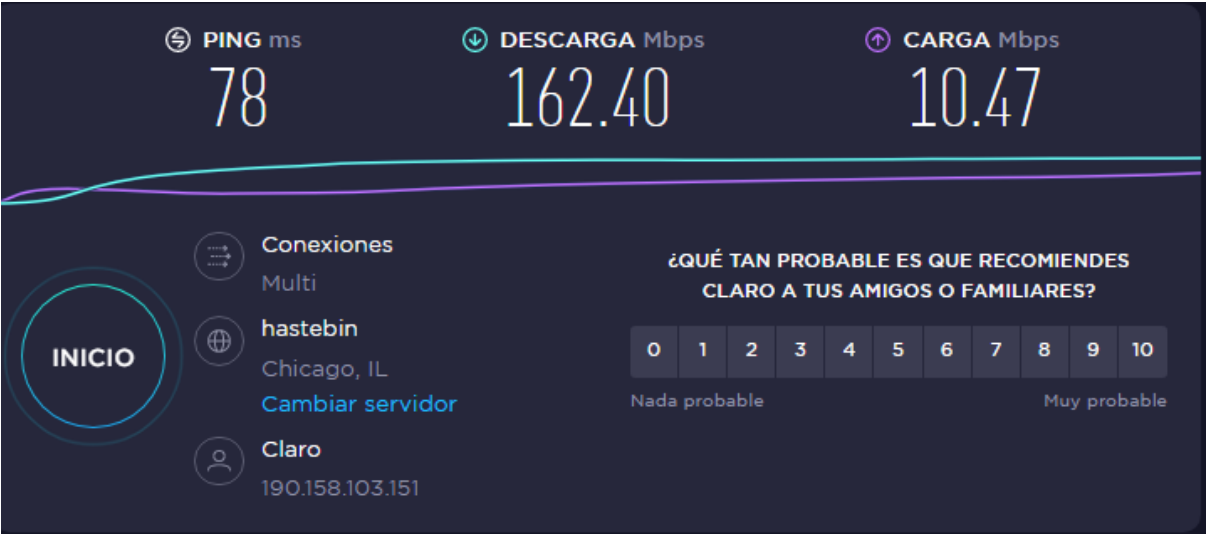 PING ms
78
DESCARGA Mbps
162.40
CARGA Mbps
10.47
INICIO
Conexiones
Multi
hastebin
Chicago, IL
Cambiar servidor
Claro
190.158.103.151
¿QUÉ TAN PROBABLE ES QUE RECOMIENDES
CLARO A TUS AMIGOS O FAMILIARES?
0 1 2 3 4 5 6 7 8 9 10
Nada probable
Muy probable